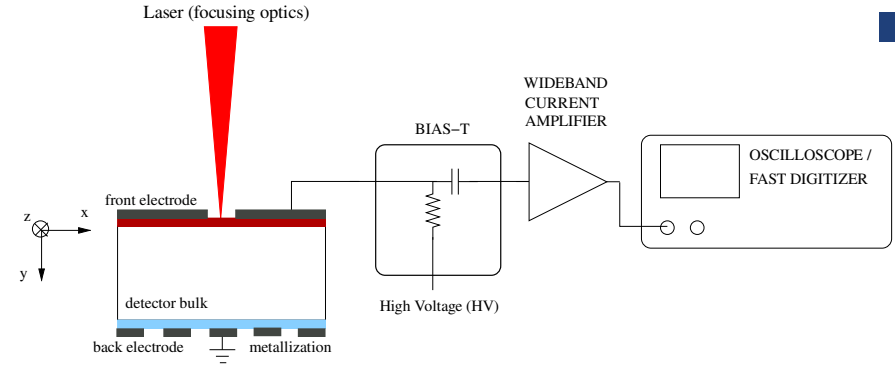 Laser (focusing optics)
WIDEBAND
CURRENT
AMPLIFIER
BIAS−T
OSCILLOSCOPE /
FAST DIGITIZER
front electrode
z
x
y
detector bulk
High Voltage (HV)
back electrode
metallization